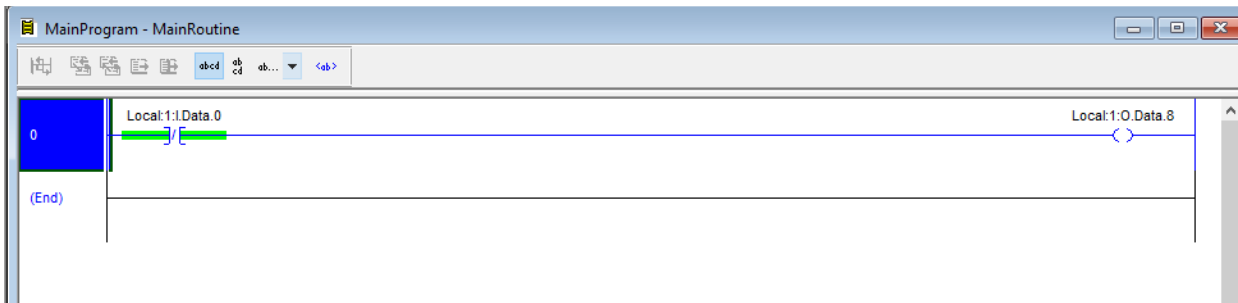 MainProgram - MainRoutine
abcd ab cd ab... <ab>
Local:1:I.Data.0 Local:1:O.Data.8
0
(End)